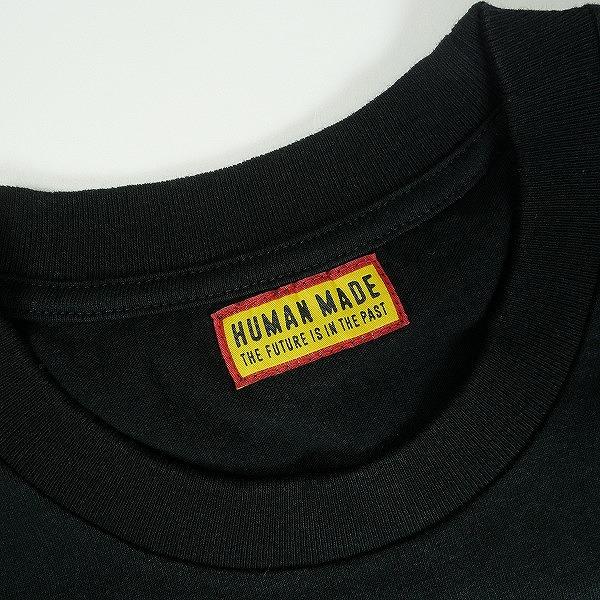 HUMAN MADE
THE FUTURE IS IN THE PAST